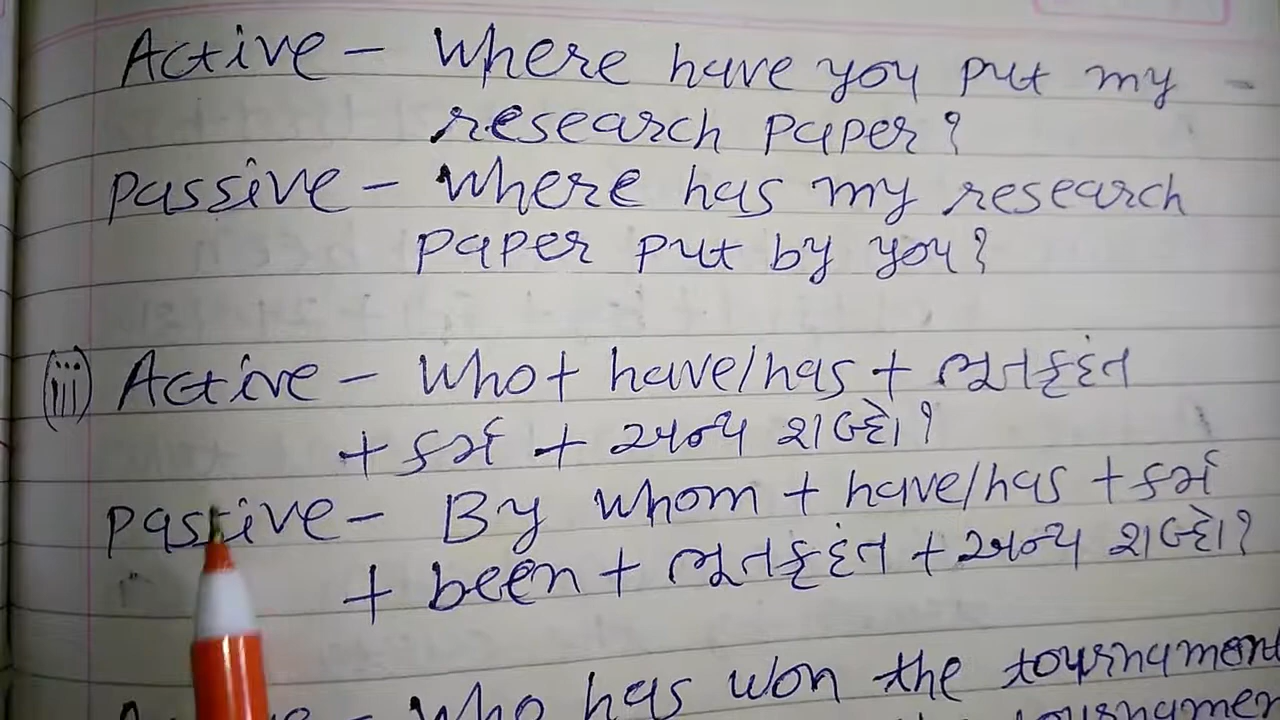 Active - Where have you put my
research paper?
Passive - Where has my research
paper put by you?
(iii) Active - Who + have/has + ભૂતકૃદંત
+ કર્મ + અન્ય શબ્દો?
Passive - By whom + have/has + કર્મ
+ been + ભૂતકૃદંત + અન્ય શબ્દો?
Who has won the tournament